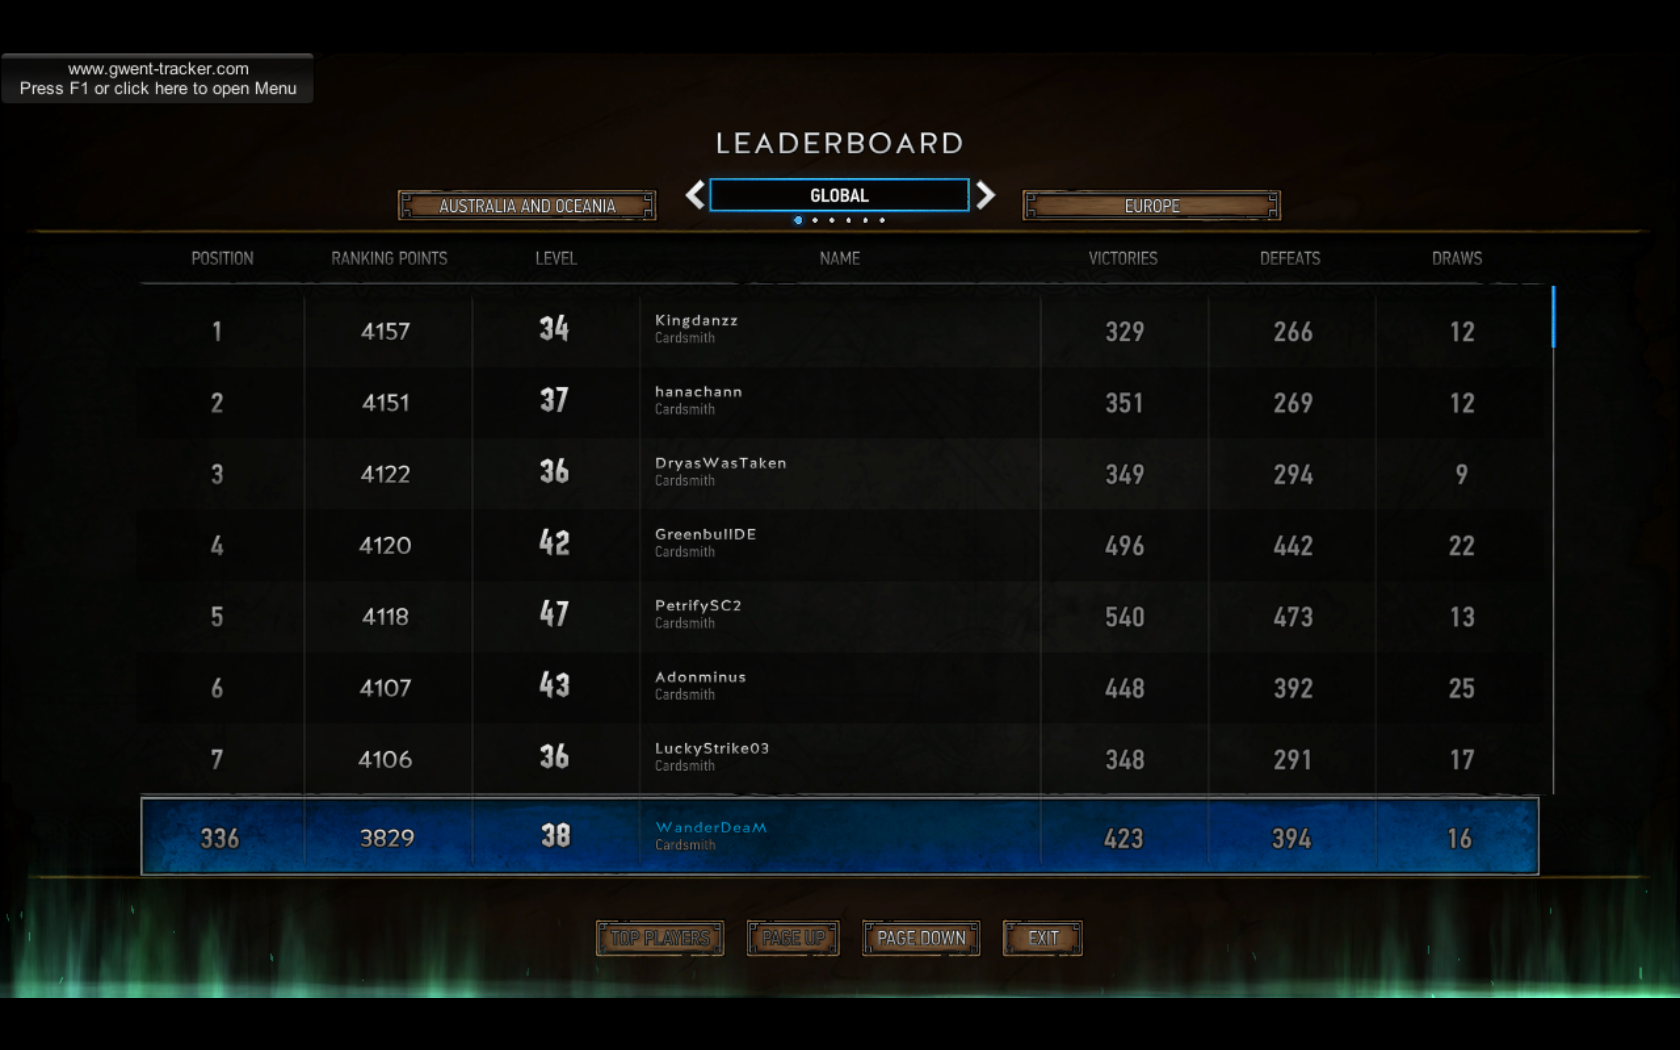 www.gwent-tracker.com
Press F1 or click here to open Menu
LEADERBOARD
AUSTRALIA AND OCEANIA
GLOBAL
EUROPE
POSITION RANKING POINTS LEVEL NAME VICTORIES DEFEATS DRAWS
1 4157 34 Kingdanzz 329 266 12
Cardsmith
2 4151 37 hanachann 351 269 12
Cardsmith
3 4122 36 DryasWasTaken 349 294 9
Cardsmith
4 4120 42 GreenbullDE 496 442 22
Cardsmith
5 4118 47 PetrifySC2 540 473 13
Cardsmith
6 4107 43 Adonminus 448 392 25
Cardsmith
7 4106 36 LuckyStrike03 348 291 17
Cardsmith
336 3829 38 WanderDeaM 423 394 16
Cardsmith
TOP PLAYERS PAGE UP PAGE DOWN EXIT